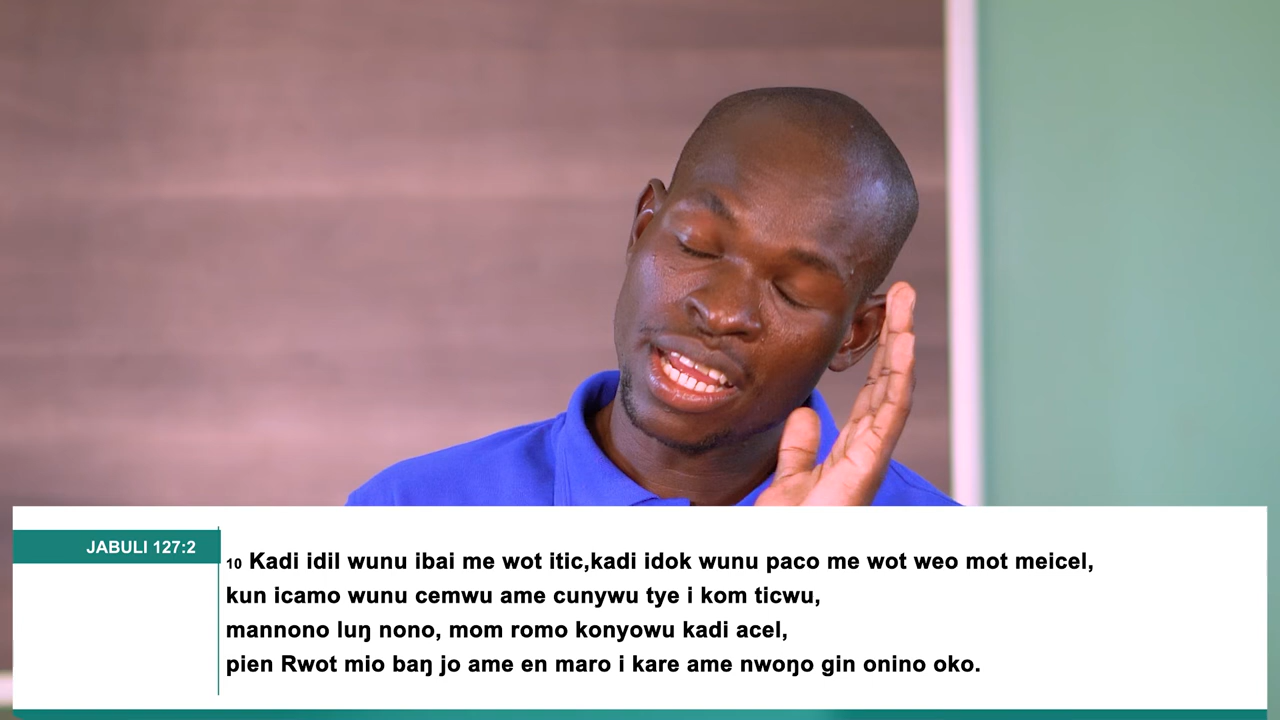 JABULI 127:2
10 Kadi idil wunu ibai me wot itic,kadi idok wunu paco me wot weo mot meicel,
kun icamo wunu cemwu ame cunywu tye i kom ticwu,
mannono luŋ nono, mom romo konyowu kadi acel,
pien Rwot mio baŋ jo ame en maro i kare ame nwoŋo gin onino oko.